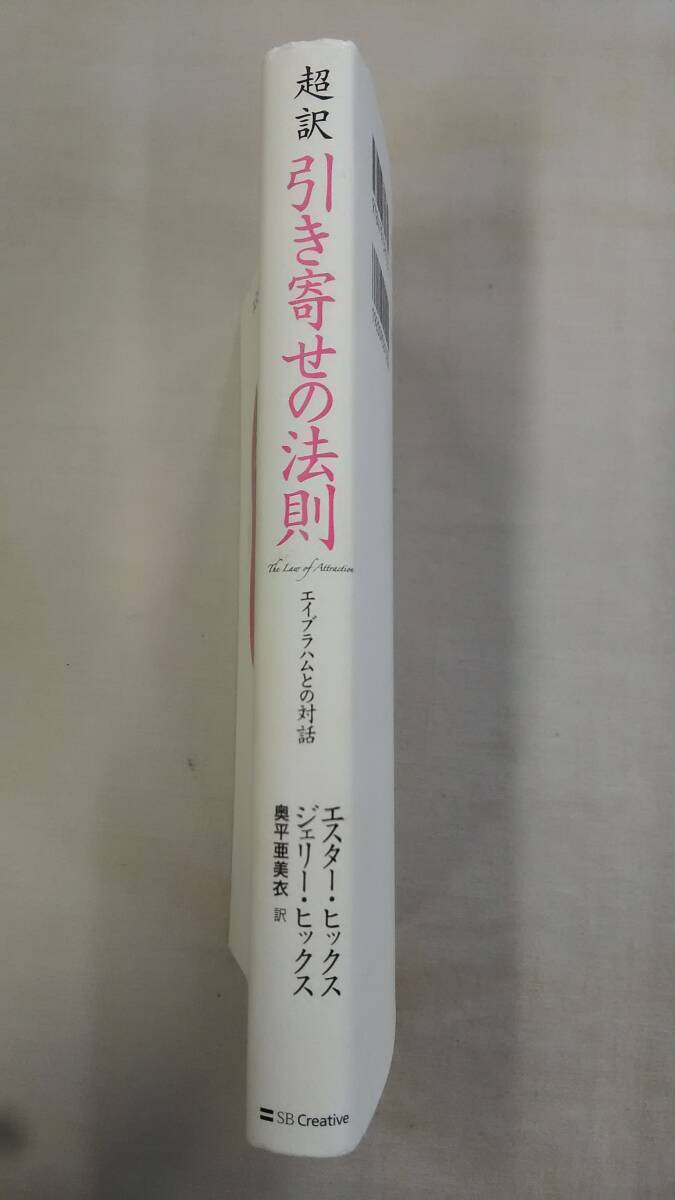 超訳
引き寄せの法則
The Law of Attraction
エイブラハムとの対話
エスター・ヒックス
ジェリー・ヒックス
奥平亜美衣 訳
SB Creative